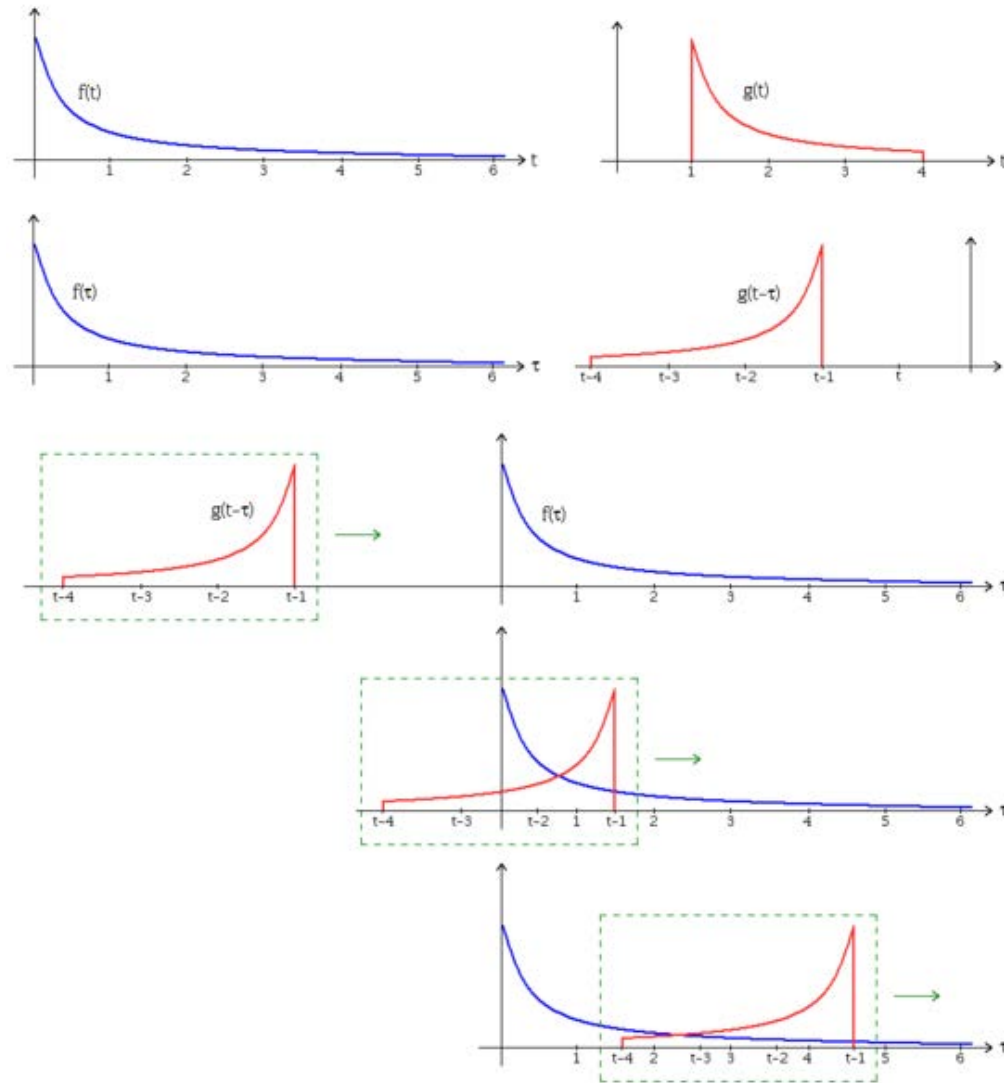 f(t)
1 2 3 4 5 6 t
g(t)
1 2 3 4 t
f(τ)
1 2 3 4 5 6 τ
g(t-τ)
t-4 t-3 t-2 t-1 t
g(t-τ)
t-4 t-3 t-2 t-1
f(τ)
1 2 3 4 5 6 τ
t-4 t-3 t-2 1 t-1 2 3 4 5 6 τ
1 t-4 2 t-3 3 t-2 4 t-1 5 6 τ